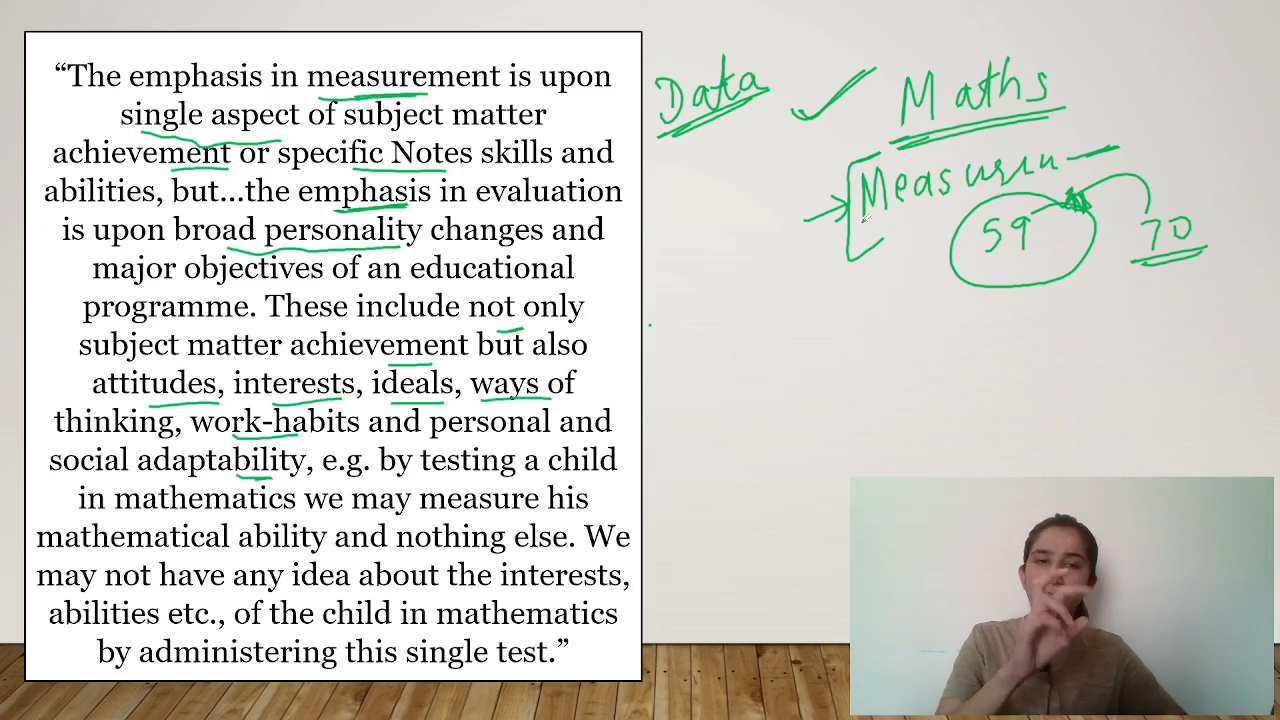 “The emphasis in measurement is upon
single aspect of subject matter
achievement or specific Notes skills and
abilities, but...the emphasis in evaluation
is upon broad personality changes and
major objectives of an educational
programme. These include not only
subject matter achievement but also
attitudes, interests, ideals, ways of
thinking, work-habits and personal and
social adaptability, e.g. by testing a child
in mathematics we may measure his
mathematical ability and nothing else. We
may not have any idea about the interests,
abilities etc., of the child in mathematics
by administering this single test.”
Data
Maths
59
70